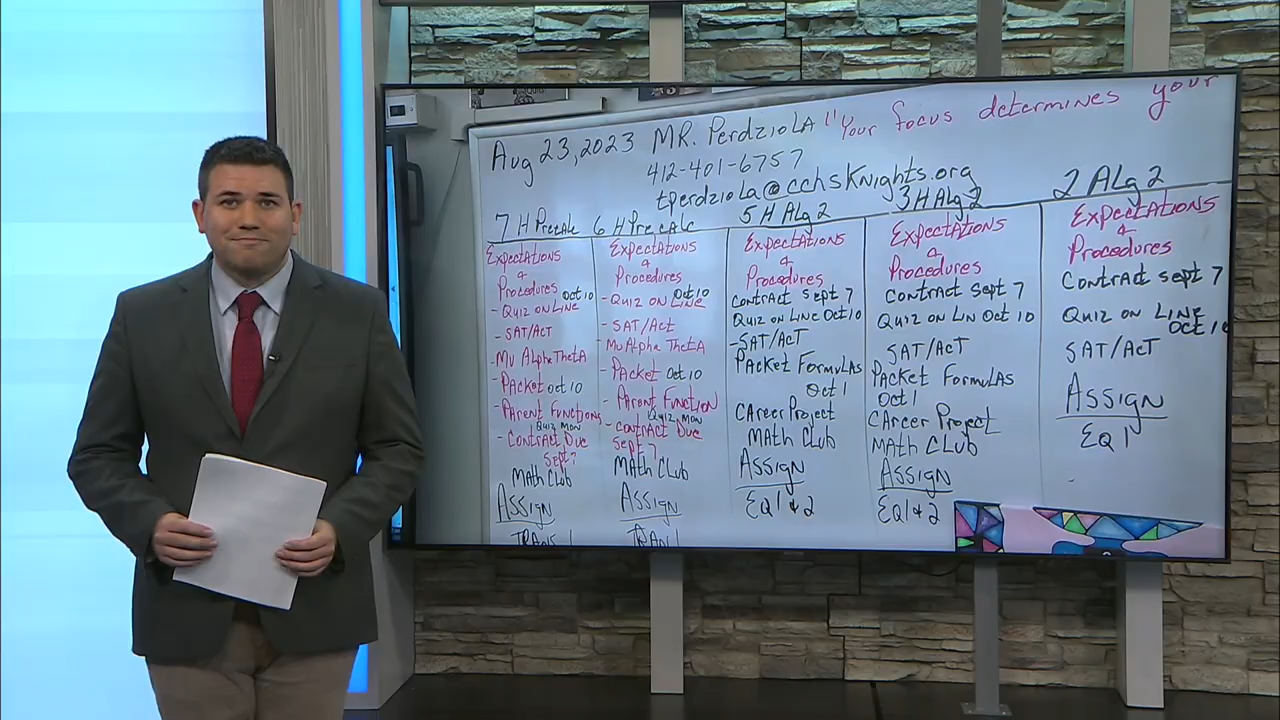 Aug 23, 2023 MR. PerdzioLA "Your focus determines your
412-401-6757
tperdziola@cchsKnights.org
7 H Precalc
Expectations
&
Procedures
- Quiz on Line Oct 10
- SAT/Act
- Mu Alpha Theta
- Packet Oct 10
- Parent Functions
Quiz Mon
- Contract Due
Sept 7
Math Club
Assign
TRANS 1
6 H Precalc
Expectations
&
Procedures
- Quiz on Line Oct 10
- SAT/Act
- Mu Alpha Theta
- Packet Oct 10
- Parent Function
Quiz Mon
- Contract Due
Sept 7
Math Club
Assign
TRAN 1
5 H Alg 2
Expectations
&
Procedures
Contract Sept 7
Quiz on Line Oct 10
- SAT/Act
Packet Formulas
Oct 1
Career Project
Math Club
Assign
EQ 1 & 2
3 H Alg 2
Expectations
&
Procedures
Contract Sept 7
Quiz on Lin Oct 10
SAT/AcT
Packet Formulas
Oct 1
Career Project
Math Club
Assign
EQ 1 & 2
2 ALg 2
Expectations
&
Procedures
Contract Sept 7
Quiz on Line
Oct 10
SAT/AcT
Assign
EQ 1